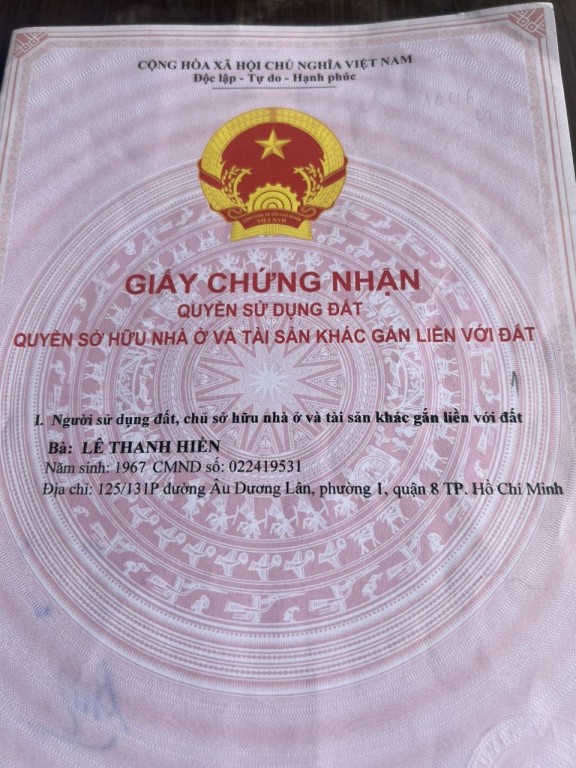 CỘNG HÒA XÃ HỘI CHỦ NGHĨA VIỆT NAM
Độc lập - Tự do - Hạnh phúc
VIỆT NAM
GIẤY CHỨNG NHẬN
QUYỀN SỬ DỤNG ĐẤT
QUYỀN SỞ HỮU NHÀ Ở VÀ TÀI SẢN KHÁC GẮN LIỀN VỚI ĐẤT
I. Người sử dụng đất, chủ sở hữu nhà ở và tài sản khác gắn liền với đất
Bà: LÊ THANH HIỀN
Năm sinh: 1967 CMND số: 022419531
Địa chỉ: 125/131P đường Âu Dương Lân, phường 1, quận 8 TP. Hồ Chí Minh